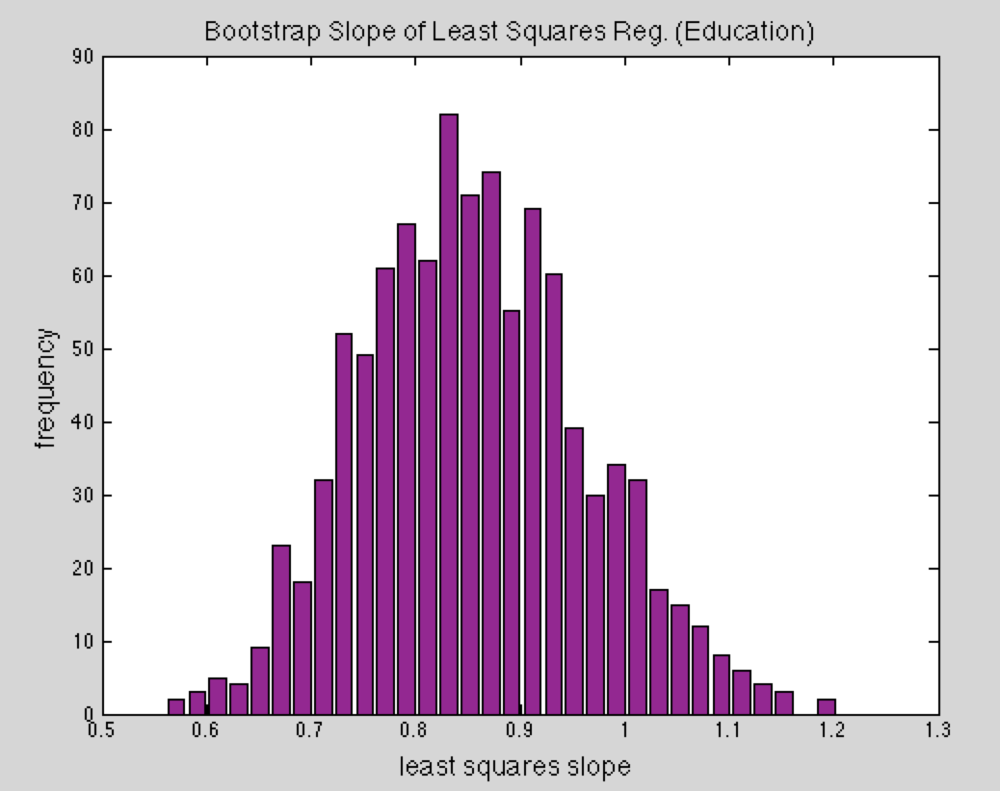 Bootstrap Slope of Least Squares Reg. (Education)
90
80
70
60
50
40
30
20
10
0
frequency
0.5 0.6 0.7 0.8 0.9 1 1.1 1.2 1.3
least squares slope